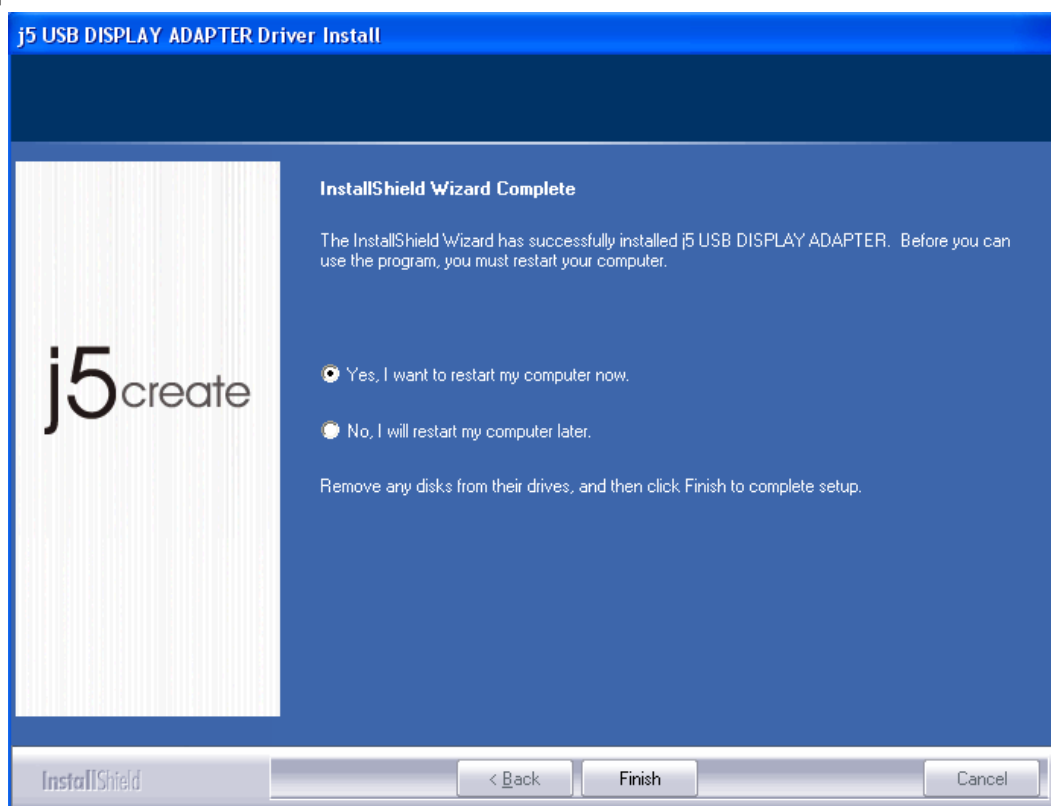 j5 USB DISPLAY ADAPTER Driver Install
InstallShield Wizard Complete
The InstallShield Wizard has successfully installed j5 USB DISPLAY ADAPTER. Before you can
use the program, you must restart your computer.
j5create
Yes, I want to restart my computer now.
No, I will restart my computer later.
Remove any disks from their drives, and then click Finish to complete setup.
InstallShield
< Back
Finish
Cancel